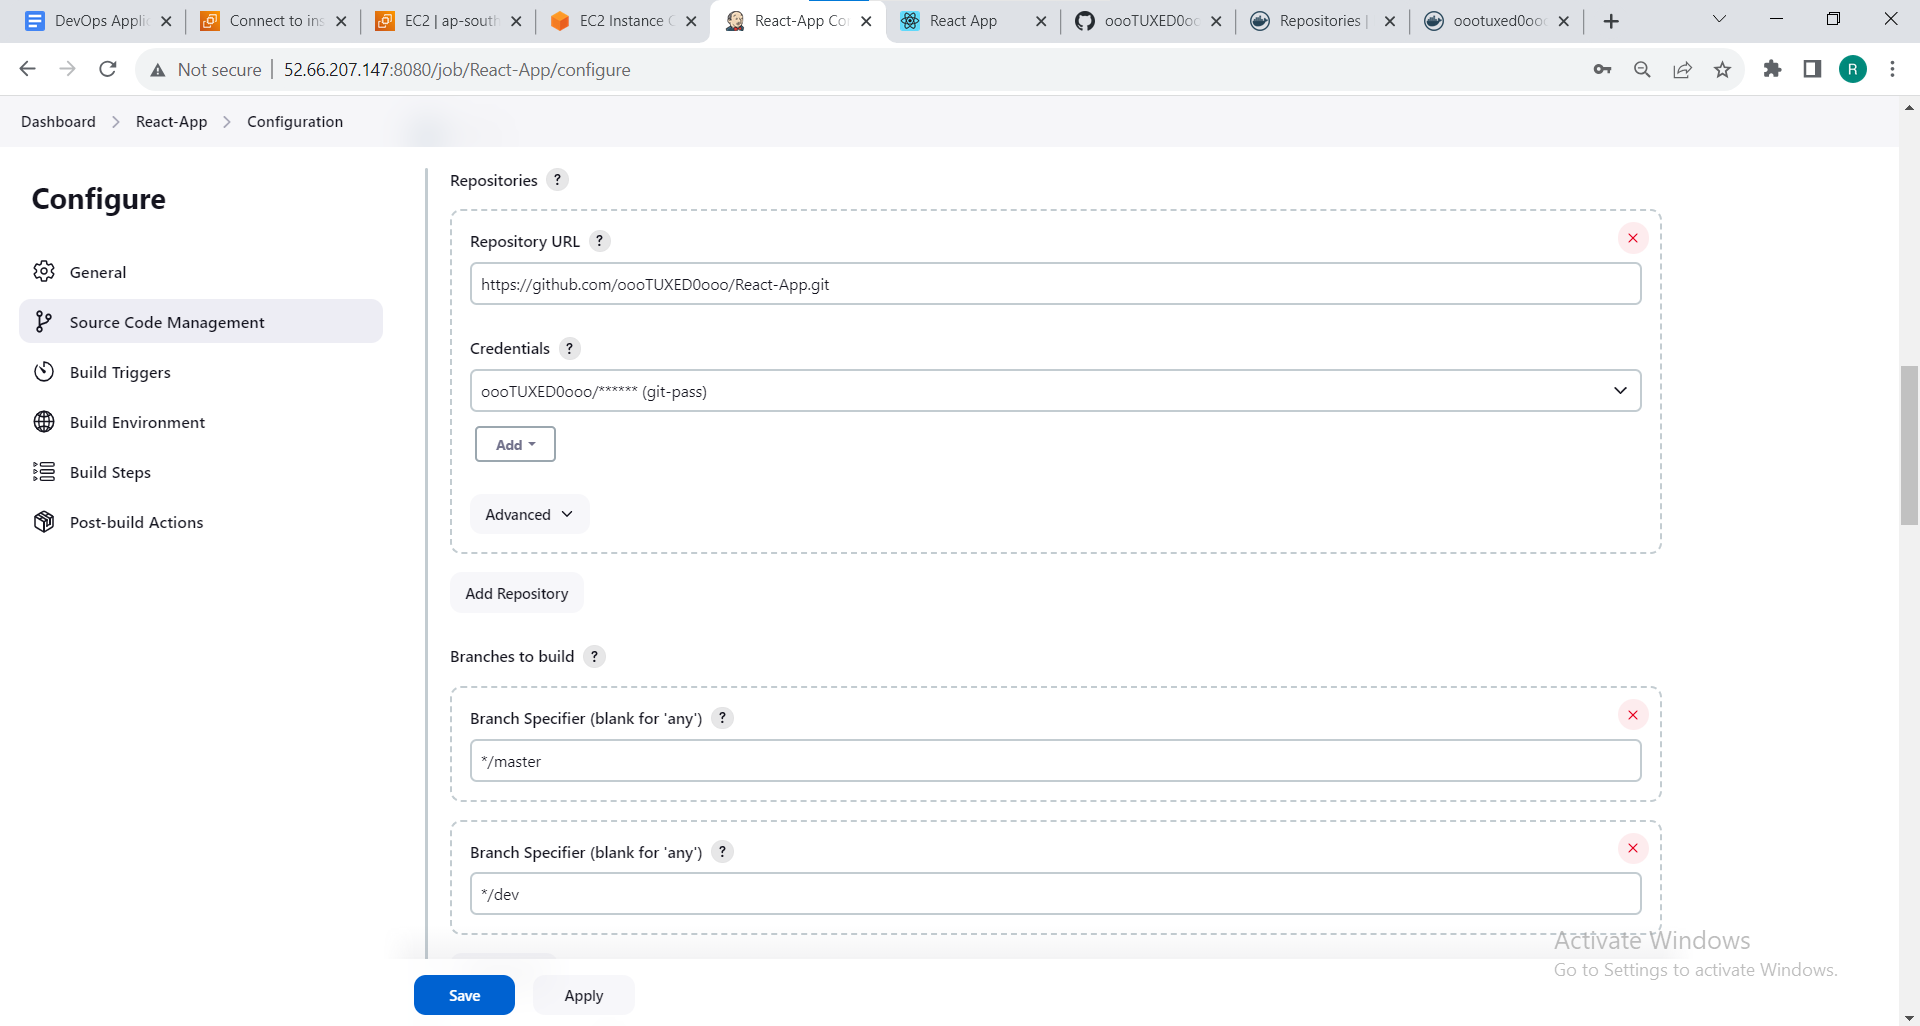 DevOps Applic
Connect to ins
EC2 | ap-south
EC2 Instance C
React-App Con
React App
oooTUXED0oo
Repositories |
oootuxed0ooo
Not secure
52.66.207.147:8080/job/React-App/configure
R
Dashboard
React-App
Configuration
Configure
General
Source Code Management
Build Triggers
Build Environment
Build Steps
Post-build Actions
Repositories ?
Repository URL ?
https://github.com/oooTUXED0ooo/React-App.git
Credentials ?
oooTUXED0ooo/****** (git-pass)
Add
Advanced
Add Repository
Branches to build ?
Branch Specifier (blank for 'any') ?
*/master
Branch Specifier (blank for 'any') ?
*/dev
Save
Apply
Activate Windows
Go to Settings to activate Windows.